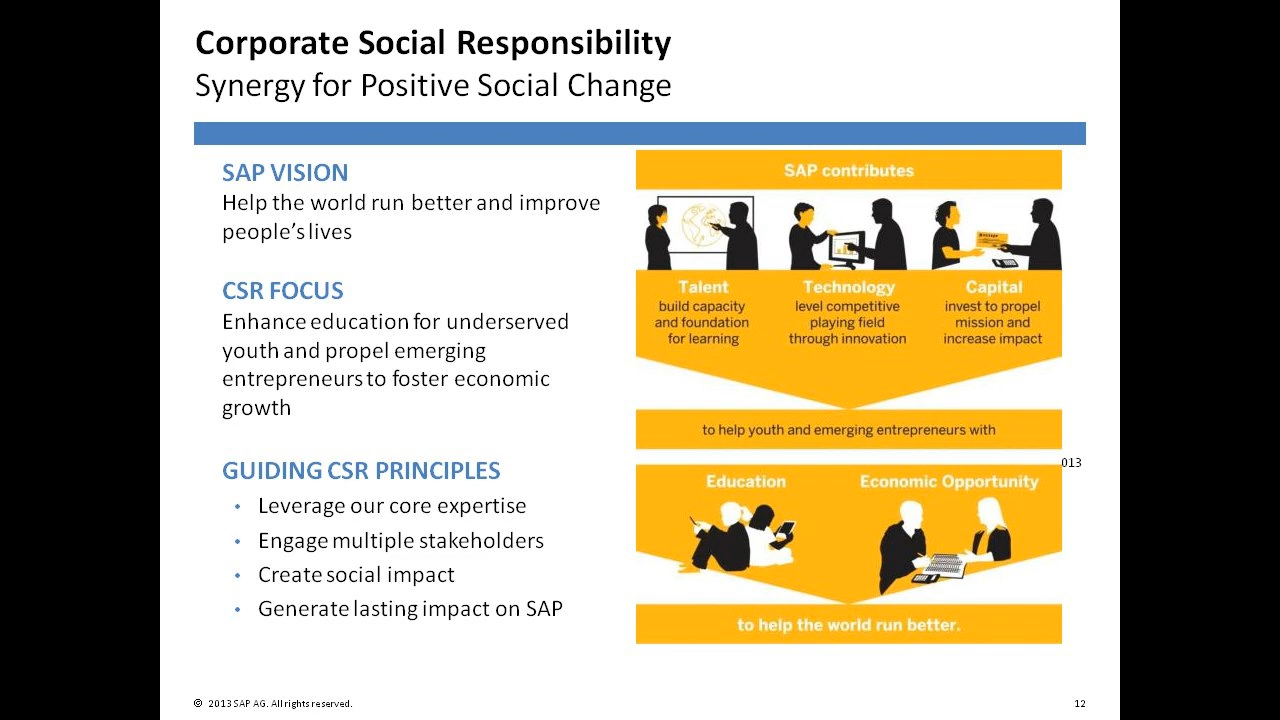 Corporate Social Responsibility
Synergy for Positive Social Change
SAP VISION
Help the world run better and improve
people's lives
CSR FOCUS
Enhance education for underserved
youth and propel emerging
entrepreneurs to foster economic
growth
GUIDING CSR PRINCIPLES
• Leverage our core expertise
• Engage multiple stakeholders
• Create social impact
• Generate lasting impact on SAP
SAP contributes
Talent
build capacity
and foundation
for learning
Technology
level competitive
playing field
through innovation
Capital
invest to propel
mission and
increase impact
to help youth and emerging entrepreneurs with
013
Education
Economic Opportunity
to help the world run better.
© 2013 SAP AG. All rights reserved.
12